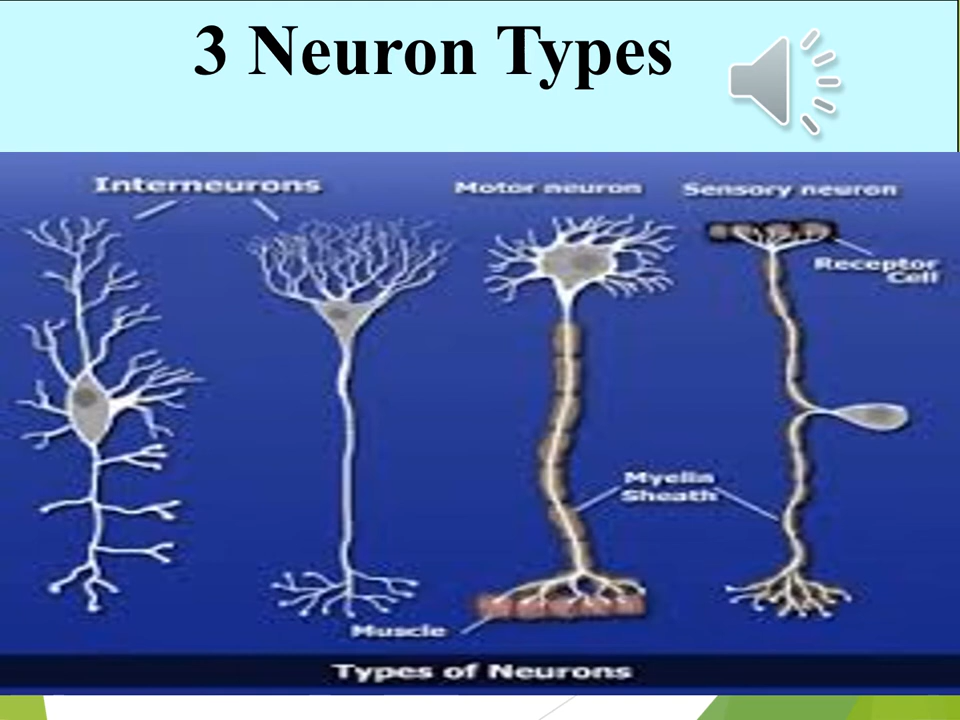 3 Neuron Types
Interneurons
Motor neuron
Sensory neuron
Receptor
Cell
Myelin
Sheath
Muscle
Types of Neurons